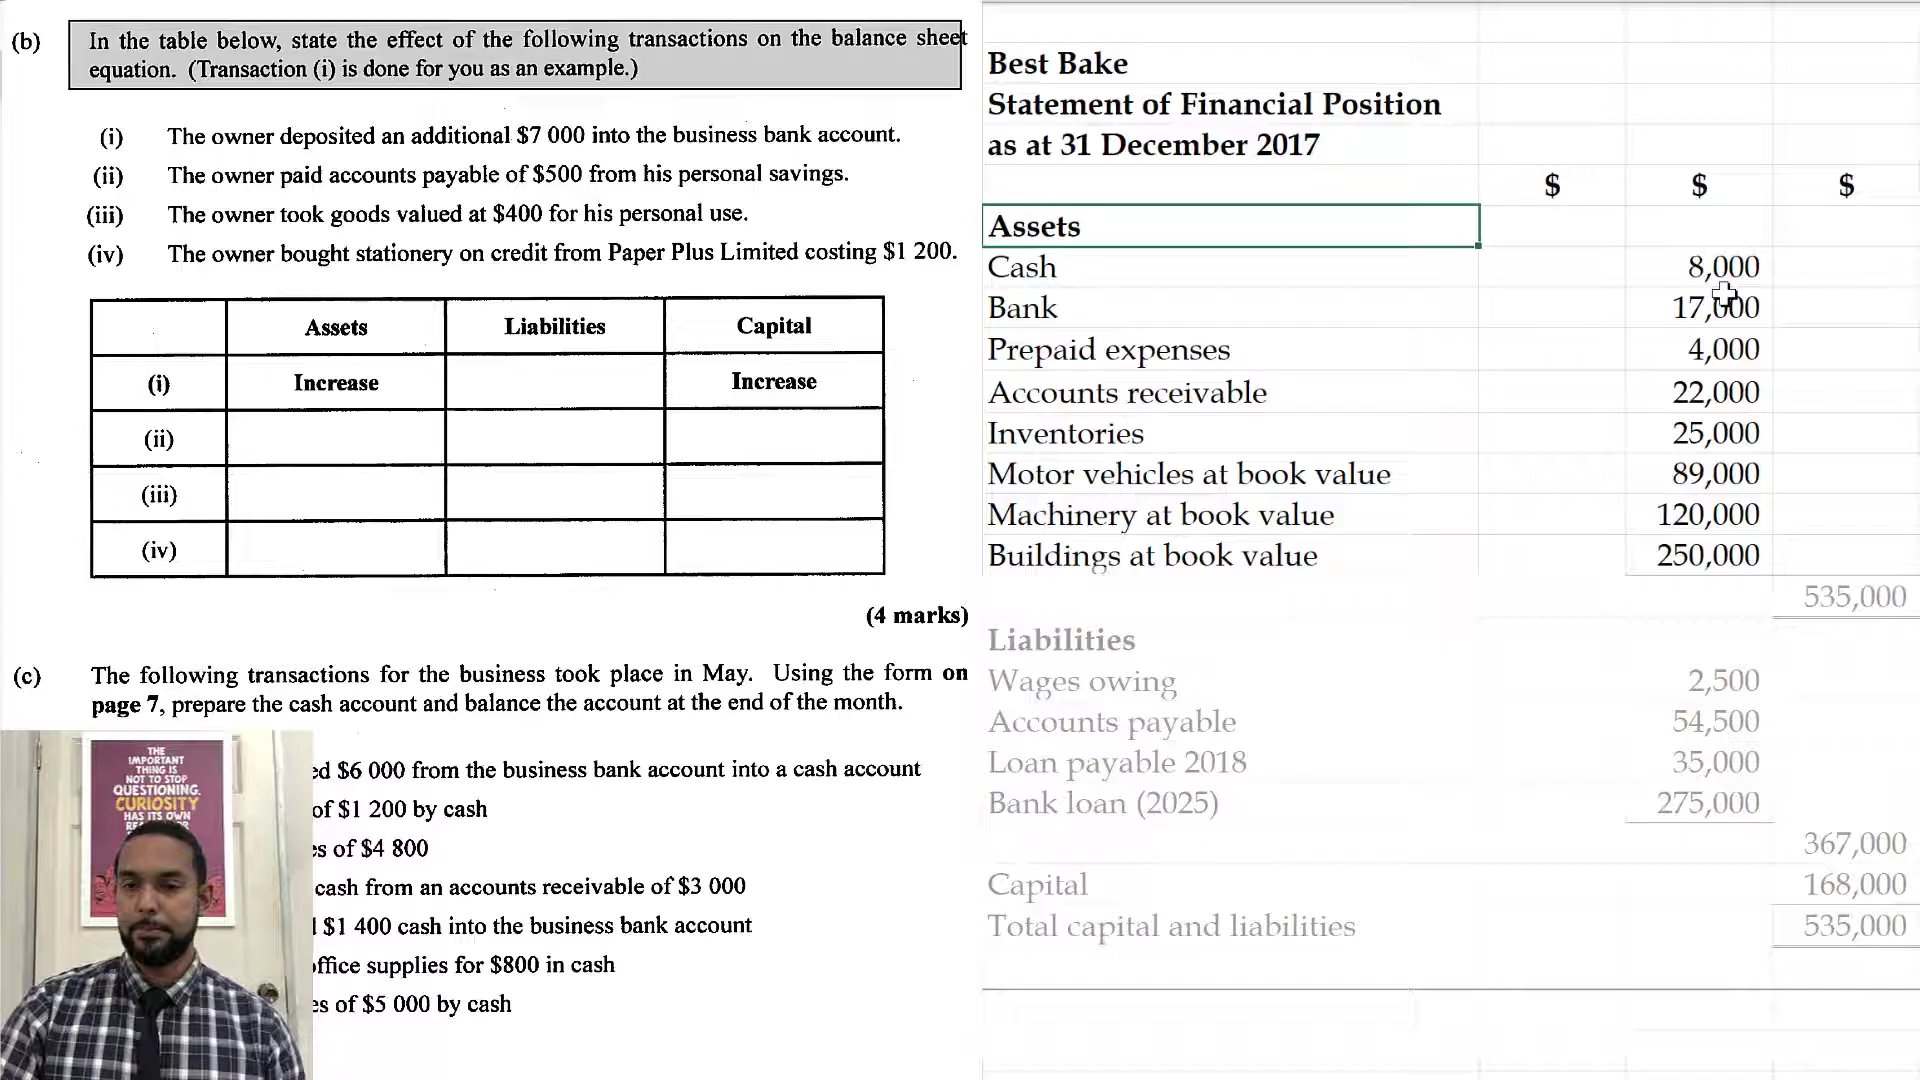 (b) In the table below, state the effect of the following transactions on the balance sheet
equation. (Transaction (i) is done for you as an example.)
(i) The owner deposited an additional $7 000 into the business bank account.
(ii) The owner paid accounts payable of $500 from his personal savings.
(iii) The owner took goods valued at $400 for his personal use.
(iv) The owner bought stationery on credit from Paper Plus Limited costing $1 200.
Assets Liabilities Capital
(i) Increase Increase
(ii)
(iii)
(iv)
(4 marks)
(c) The following transactions for the business took place in May. Using the form on
page 7, prepare the cash account and balance the account at the end of the month.
ed $6 000 from the business bank account into a cash account
of $1 200 by cash
es of $4 800
cash from an accounts receivable of $3 000
$1 400 cash into the business bank account
office supplies for $800 in cash
es of $5 000 by cash
THE
IMPORTANT
THING IS
NOT TO STOP
QUESTIONING.
CURIOSITY
HAS ITS OWN
Best Bake
Statement of Financial Position
as at 31 December 2017
$ $ $
Assets
Cash 8,000
Bank 17,000
Prepaid expenses 4,000
Accounts receivable 22,000
Inventories 25,000
Motor vehicles at book value 89,000
Machinery at book value 120,000
Buildings at book value 250,000
535,000
Liabilities
Wages owing 2,500
Accounts payable 54,500
Loan payable 2018 35,000
Bank loan (2025) 275,000
367,000
Capital 168,000
Total capital and liabilities 535,000